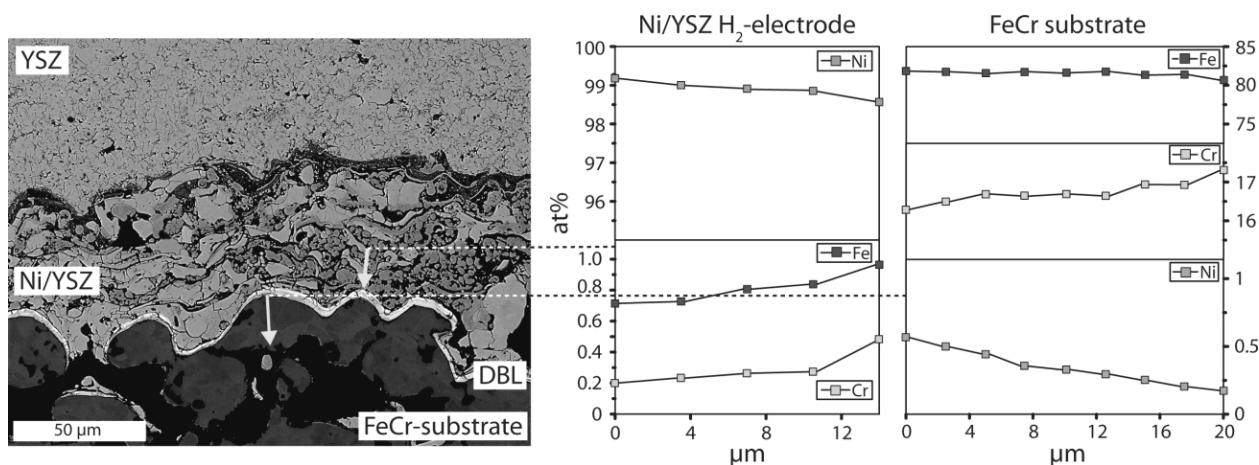 YSZ
Ni/YSZ
DBL
FeCr-substrate
50 µm
Ni/YSZ H₂-electrode
FeCr substrate
at%
100
99
98
97
96
1.0
0.8
0.6
0.4
0.2
0
Ni
Fe
Cr
0 4 8 12
µm
Fe
Cr
Ni
85
80
75
17
16
1
0.5
0
0 4 8 12 16 20
µm